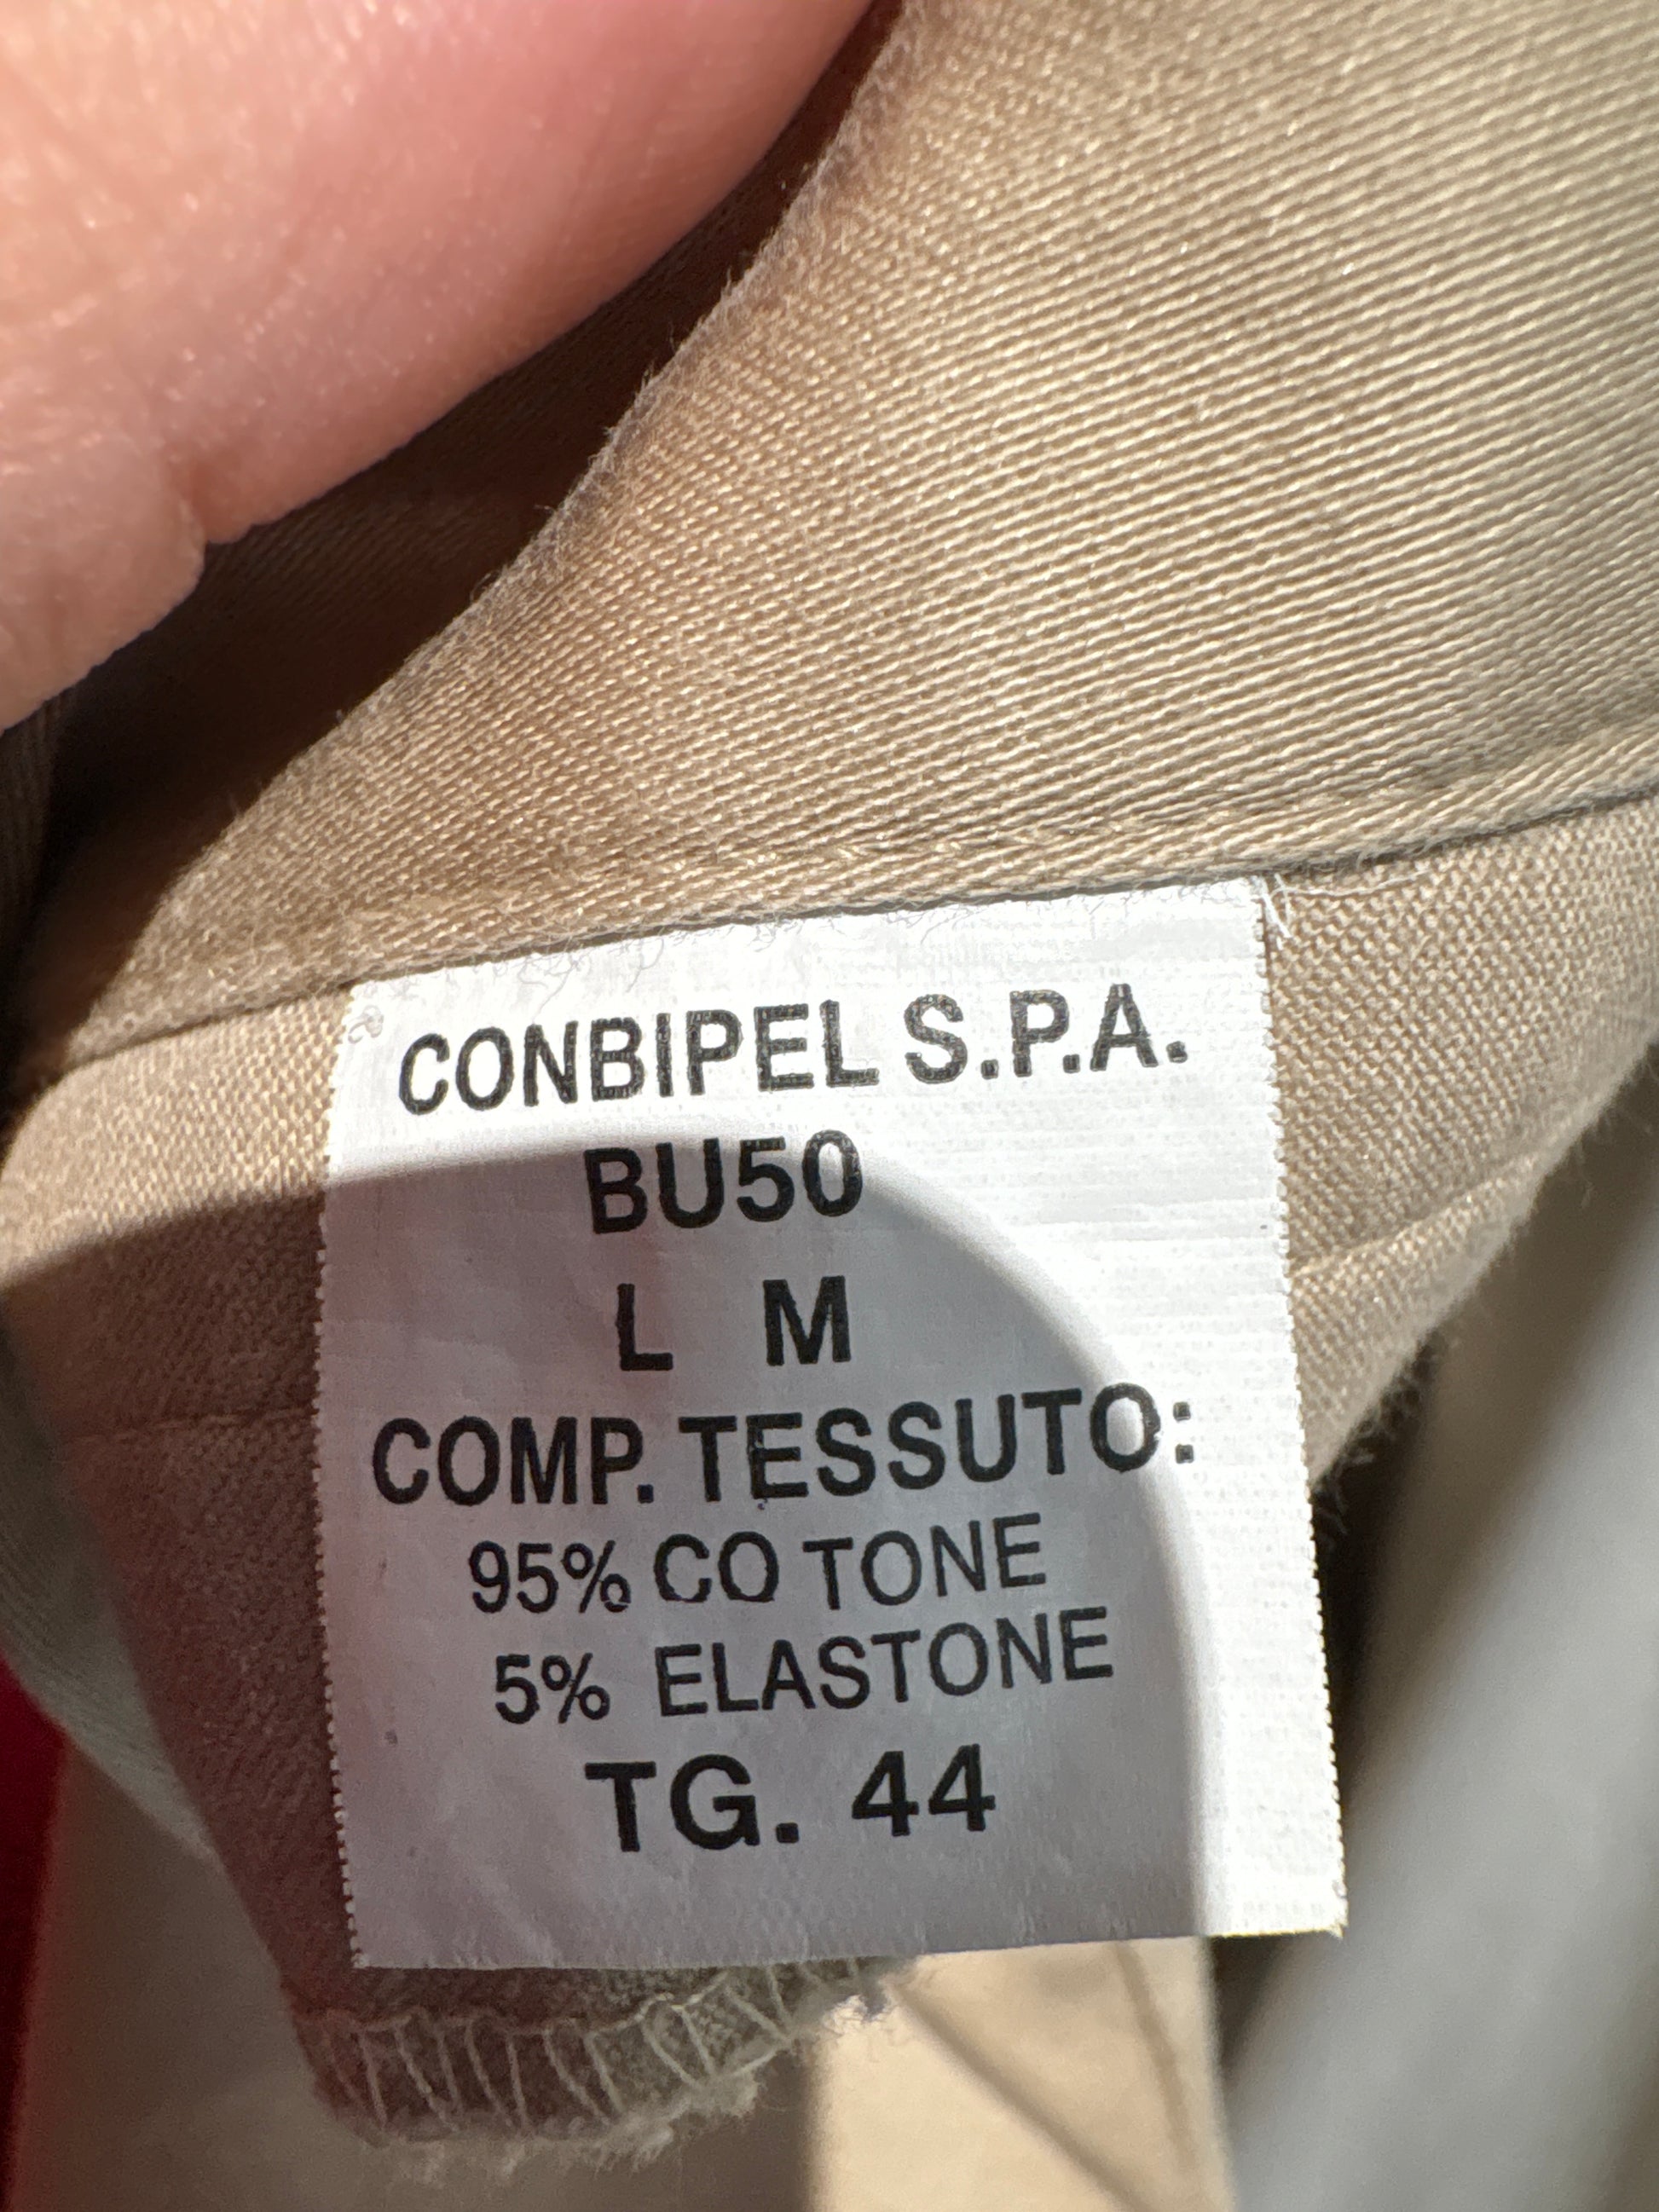 CONBIPEL S.P.A.
BU50
L M
COMP. TESSUTO:
95% CO TONE
5% ELASTONE
TG. 44